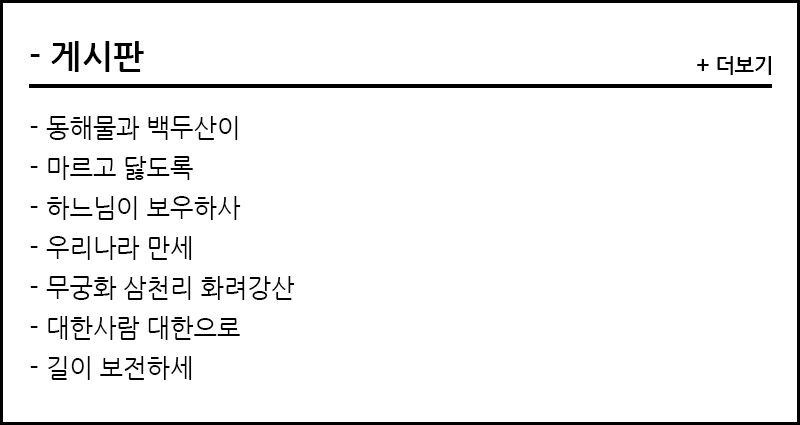 - 게시판
+ 더보기
- 동해물과 백두산이
- 마르고 닳도록
- 하느님이 보우하사
- 우리나라 만세
- 무궁화 삼천리 화려강산
- 대한사람 대한으로
- 길이 보전하세